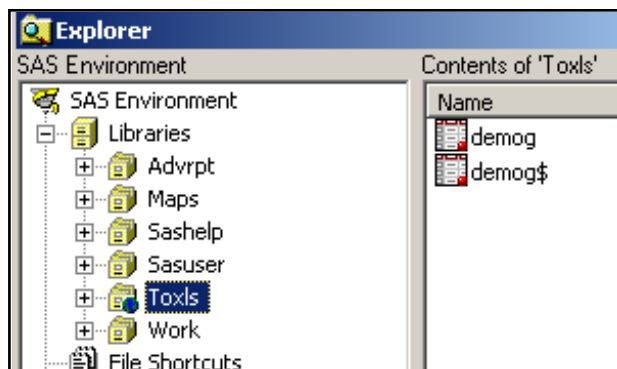 Explorer
SAS Environment
Contents of 'Toxls'
SAS Environment
Name
Libraries
demog
Advrpt
demog$
Maps
Sashelp
Sasuser
Toxls
Work
File Shortcuts